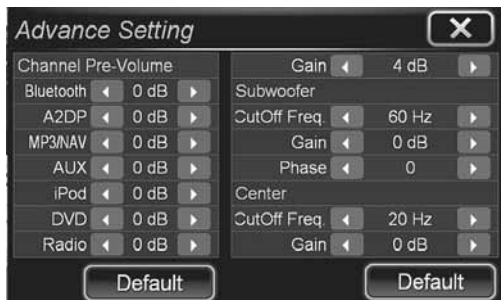 Advance Setting
Channel Pre-Volume
Bluetooth 0 dB
A2DP 0 dB
MP3/NAV 0 dB
AUX 0 dB
iPod 0 dB
DVD 0 dB
Radio 0 dB
Default
Gain 4 dB
Subwoofer
CutOff Freq. 60 Hz
Gain 0 dB
Phase 0
Center
CutOff Freq. 20 Hz
Gain 0 dB
Default